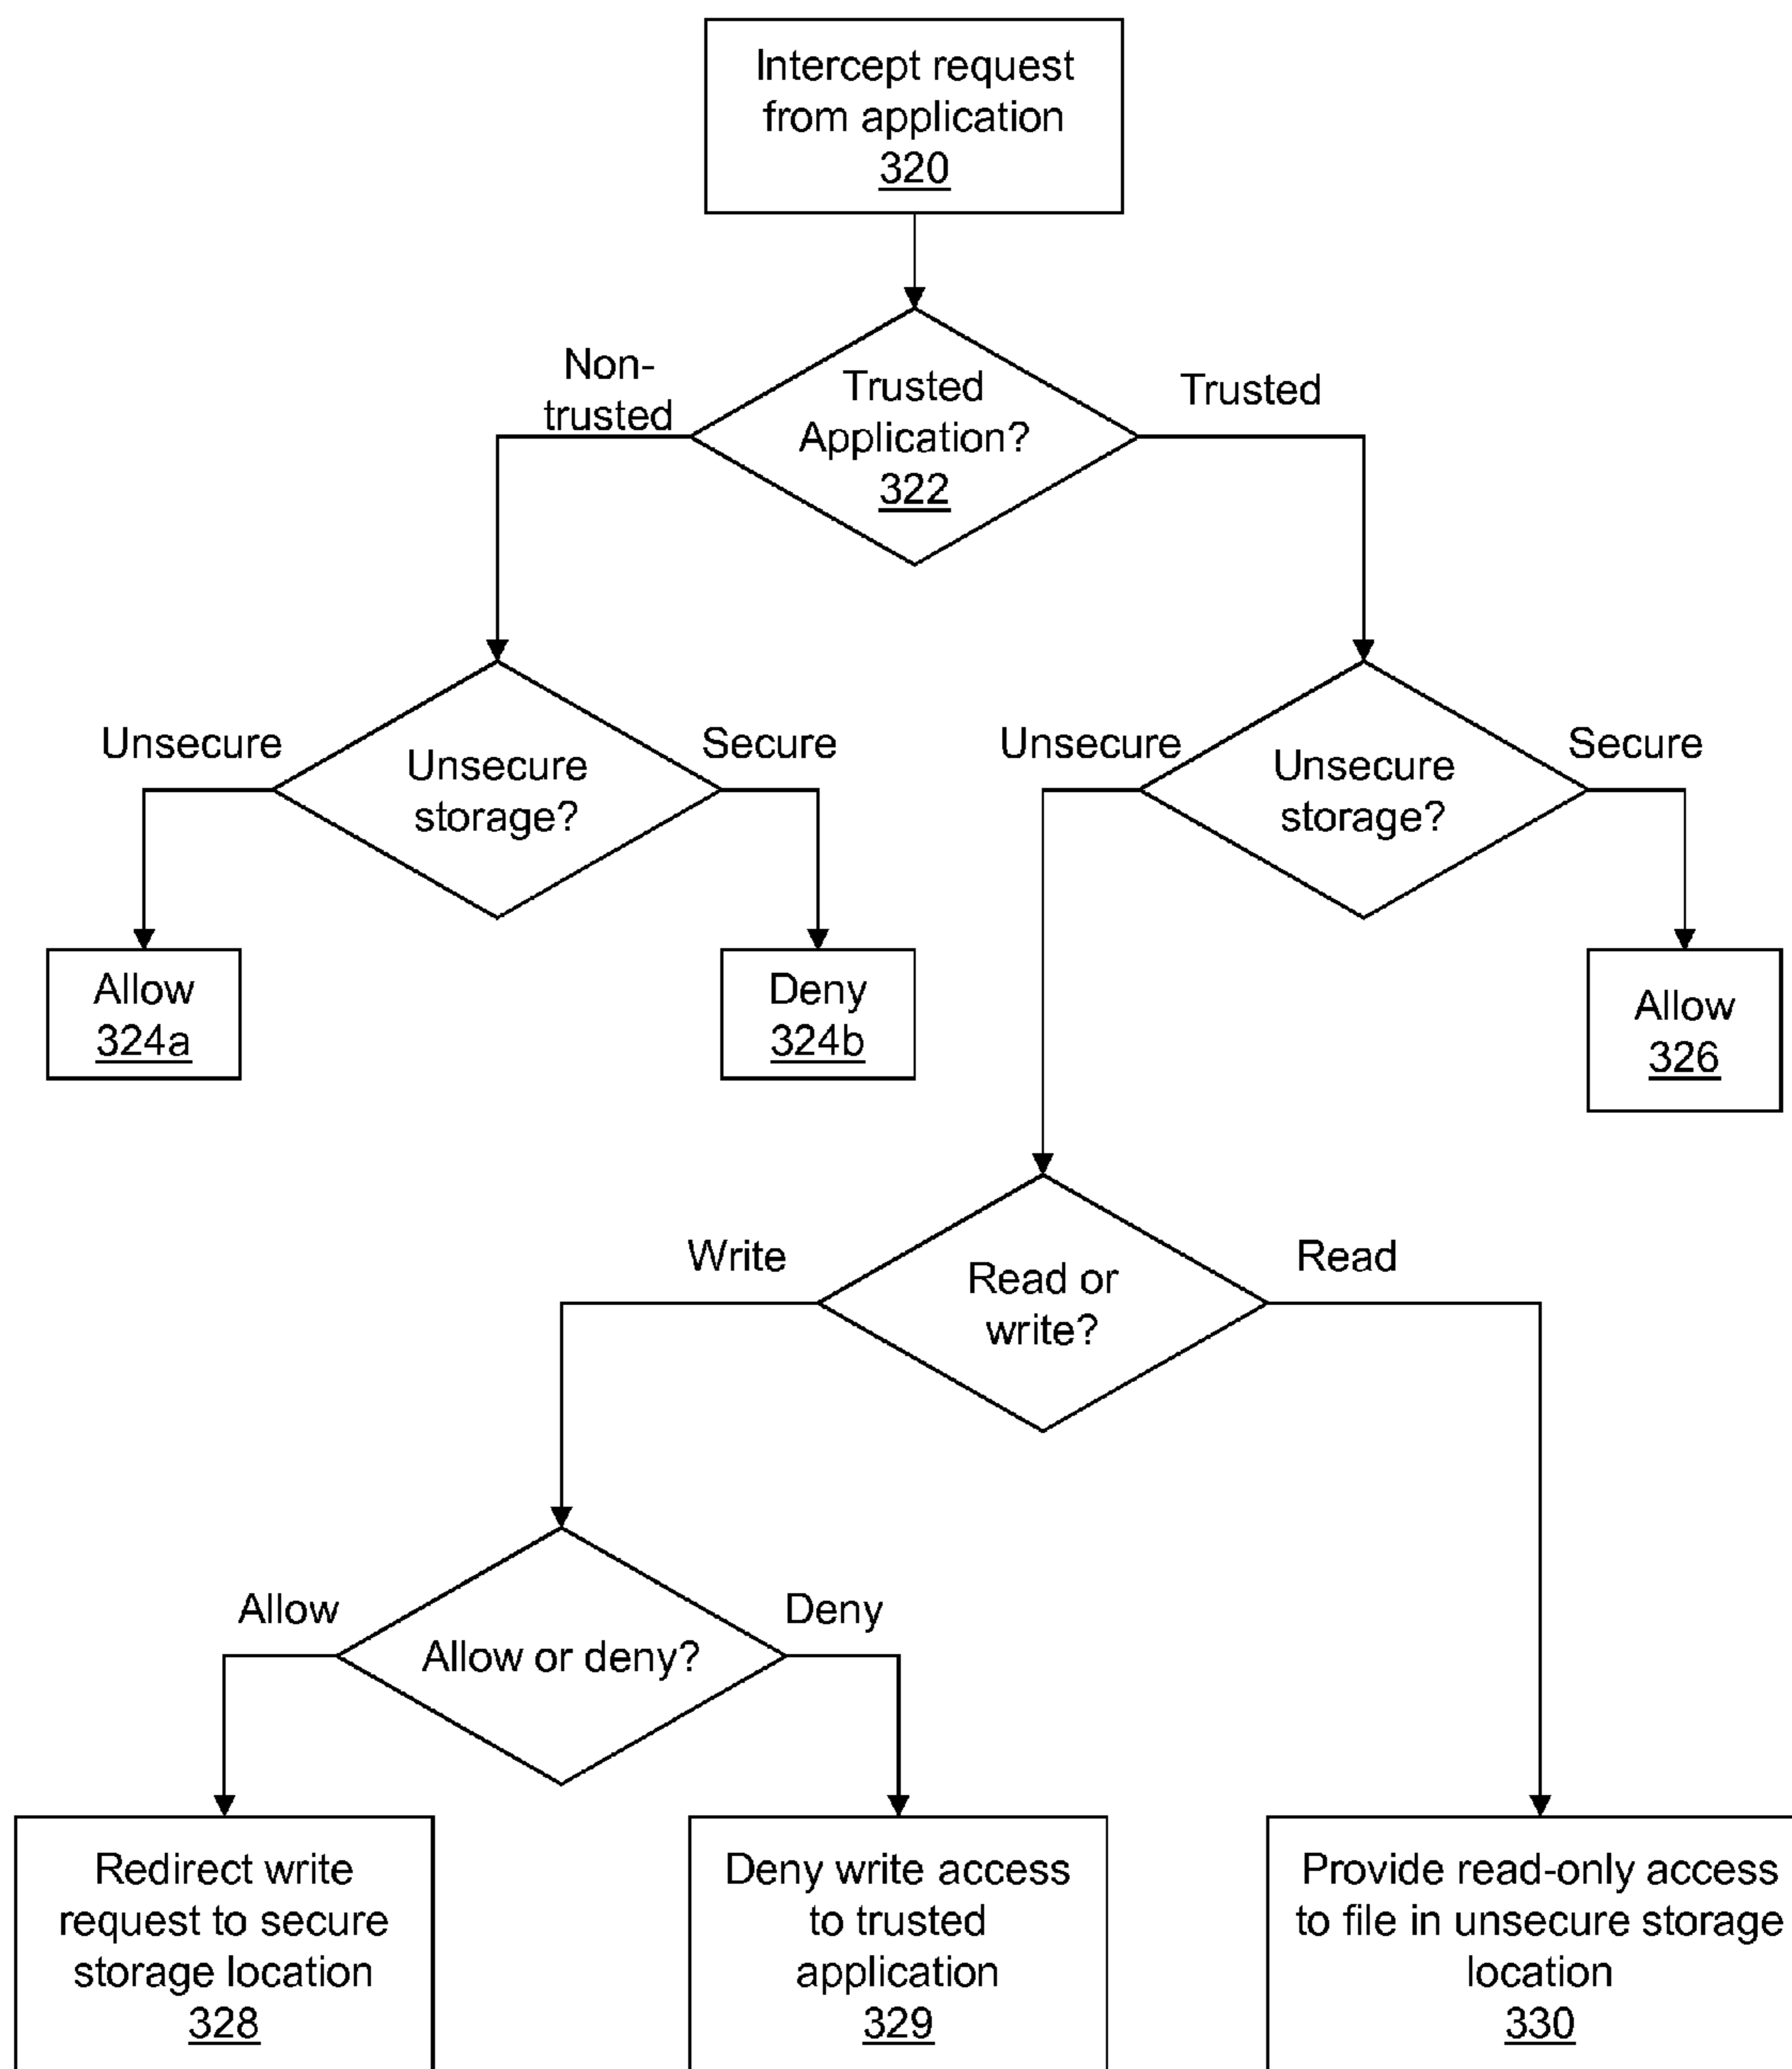 Intercept request
from application
320
Non-
trusted
Trusted
Application?
322
Trusted
Unsecure
Unsecure
storage?
Secure
Unsecure
Unsecure
storage?
Secure
Allow
324a
Deny
324b
Allow
326
Write
Read or
write?
Read
Allow
Allow or deny?
Deny
Redirect write
request to secure
storage location
328
Deny write access
to trusted
application
329
Provide read-only access
to file in unsecure storage
location
330